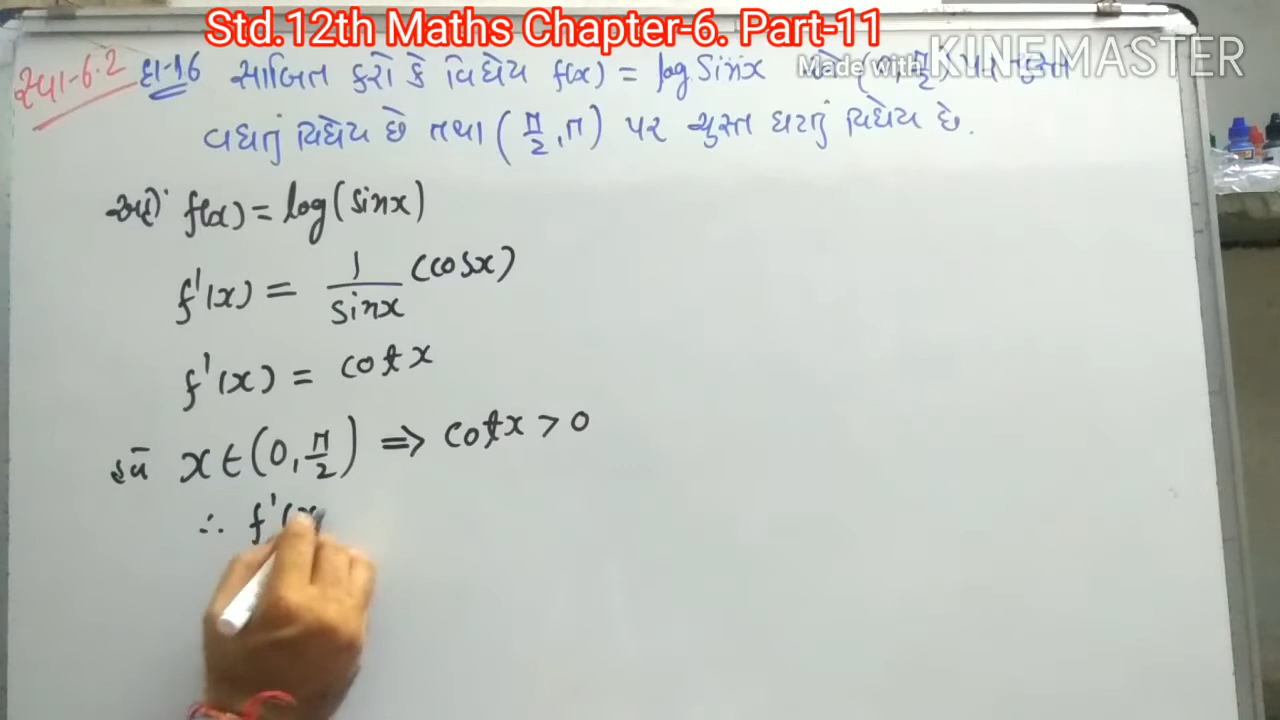 Std.12th Maths Chapter-6. Part-11
Made with KINEMASTER
સ્વા-6.2 દા-16 સાબિત કરો કે વિધેય f(x) = log sinx
વધતું વિધેય છે તથા (π/2, π) પર ચુસ્ત ઘટતું વિધેય છે.
અહીં f(x) = log(sinx)
f'(x) = 1/sinx (cosx)
f'(x) = cotx
હવે x∈(0, π/2) ⇒ cotx > 0
∴ f'(x